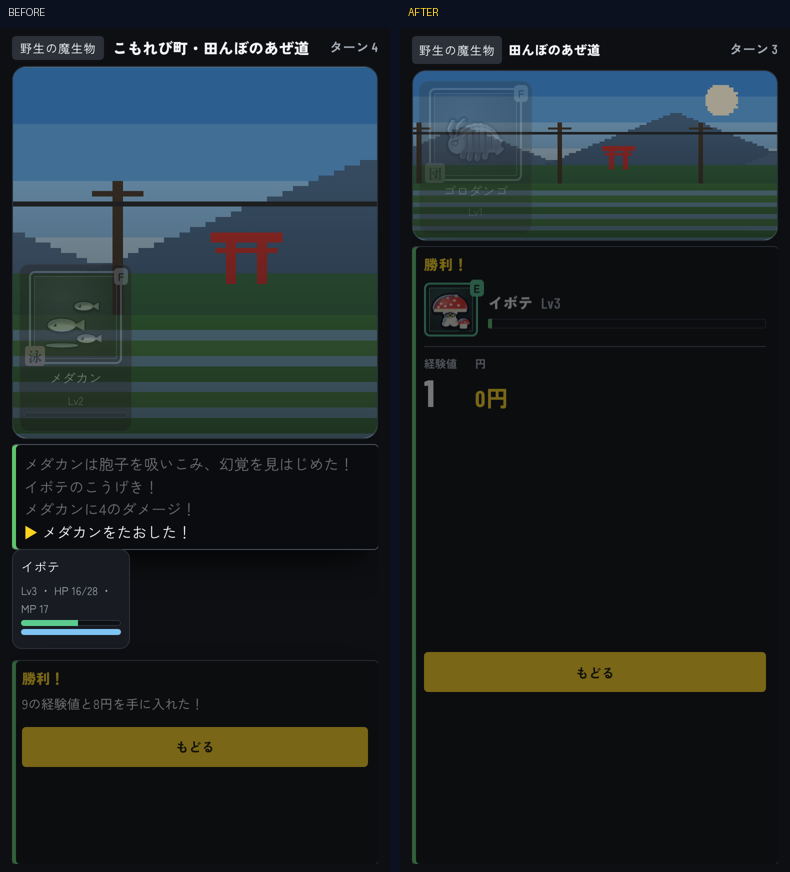 BEFORE
野生の魔生物 こもれび町・田んぼのあぜ道 ターン 4
F
泳
メダカン
Lv2
メダカンは胞子を吸いこみ、幻覚を見はじめた！
イボテのこうげき！
メダカンに4のダメージ！
▶ メダカンをたおした！
イボテ
Lv3 ・ HP 16/28 ・
MP 17
勝利！
9の経験値と8円を手に入れた！
もどる
AFTER
野生の魔生物 田んぼのあぜ道 ターン 3
F
団
ゴロダンゴ
Lv1
勝利！
E
イボテ Lv3
経験値 円
1 0円
もどる